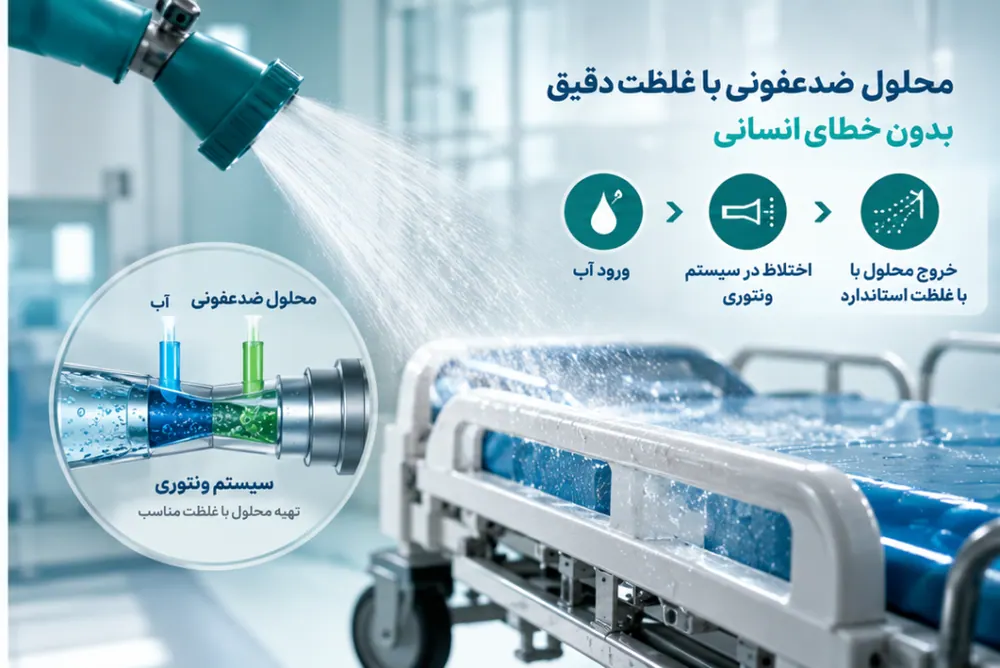 محلول ضدعفونی با غلظت دقیق
بدون خطای انسانی
ورود آب
اختلاظ در سیستم
ونتوری
خروج محلول با
با غلظت استاندارد
آب
محلول ضدعفونی
سیستم ونتوری
تهیه محلول با غلظت مناسب